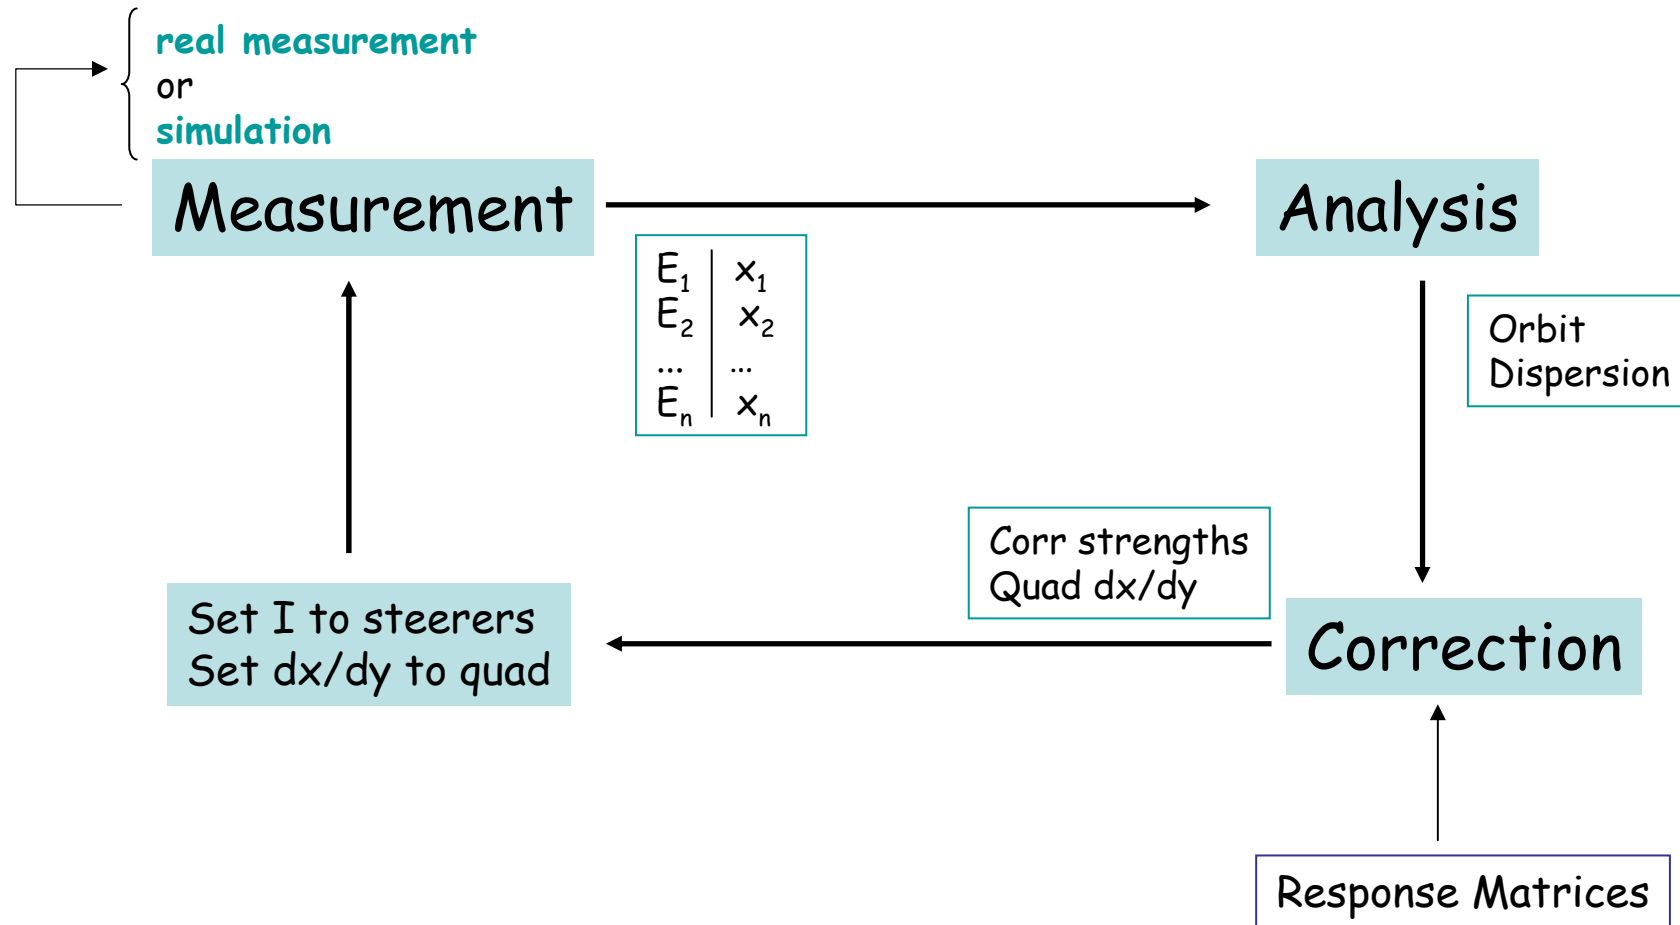 real measurement
or
simulation
Measurement
Analysis
E1 x1
E2 x2
... ...
En xn
Orbit
Dispersion
Corr strengths
Quad dx/dy
Set I to steerers
Set dx/dy to quad
Correction
Response Matrices